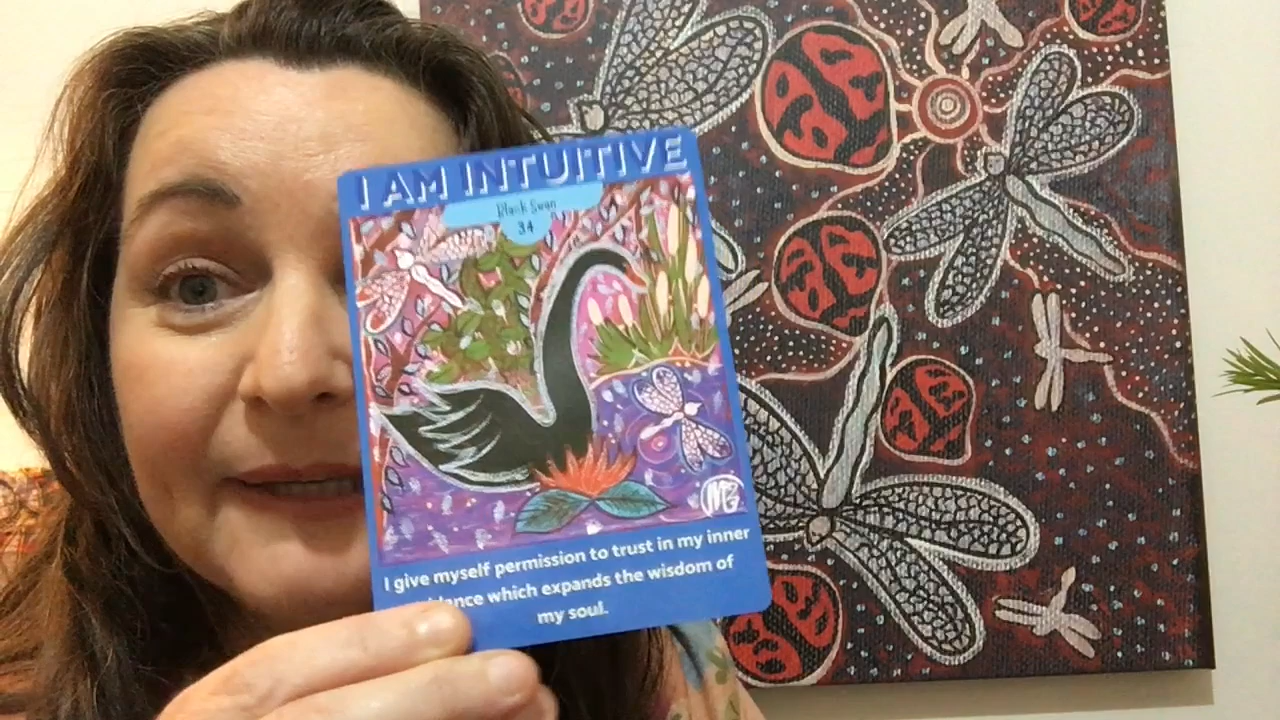 I AM INTUITIVE
Black Swan
34
I give myself permission to trust in my inner
which expands the wisdom of
my soul.